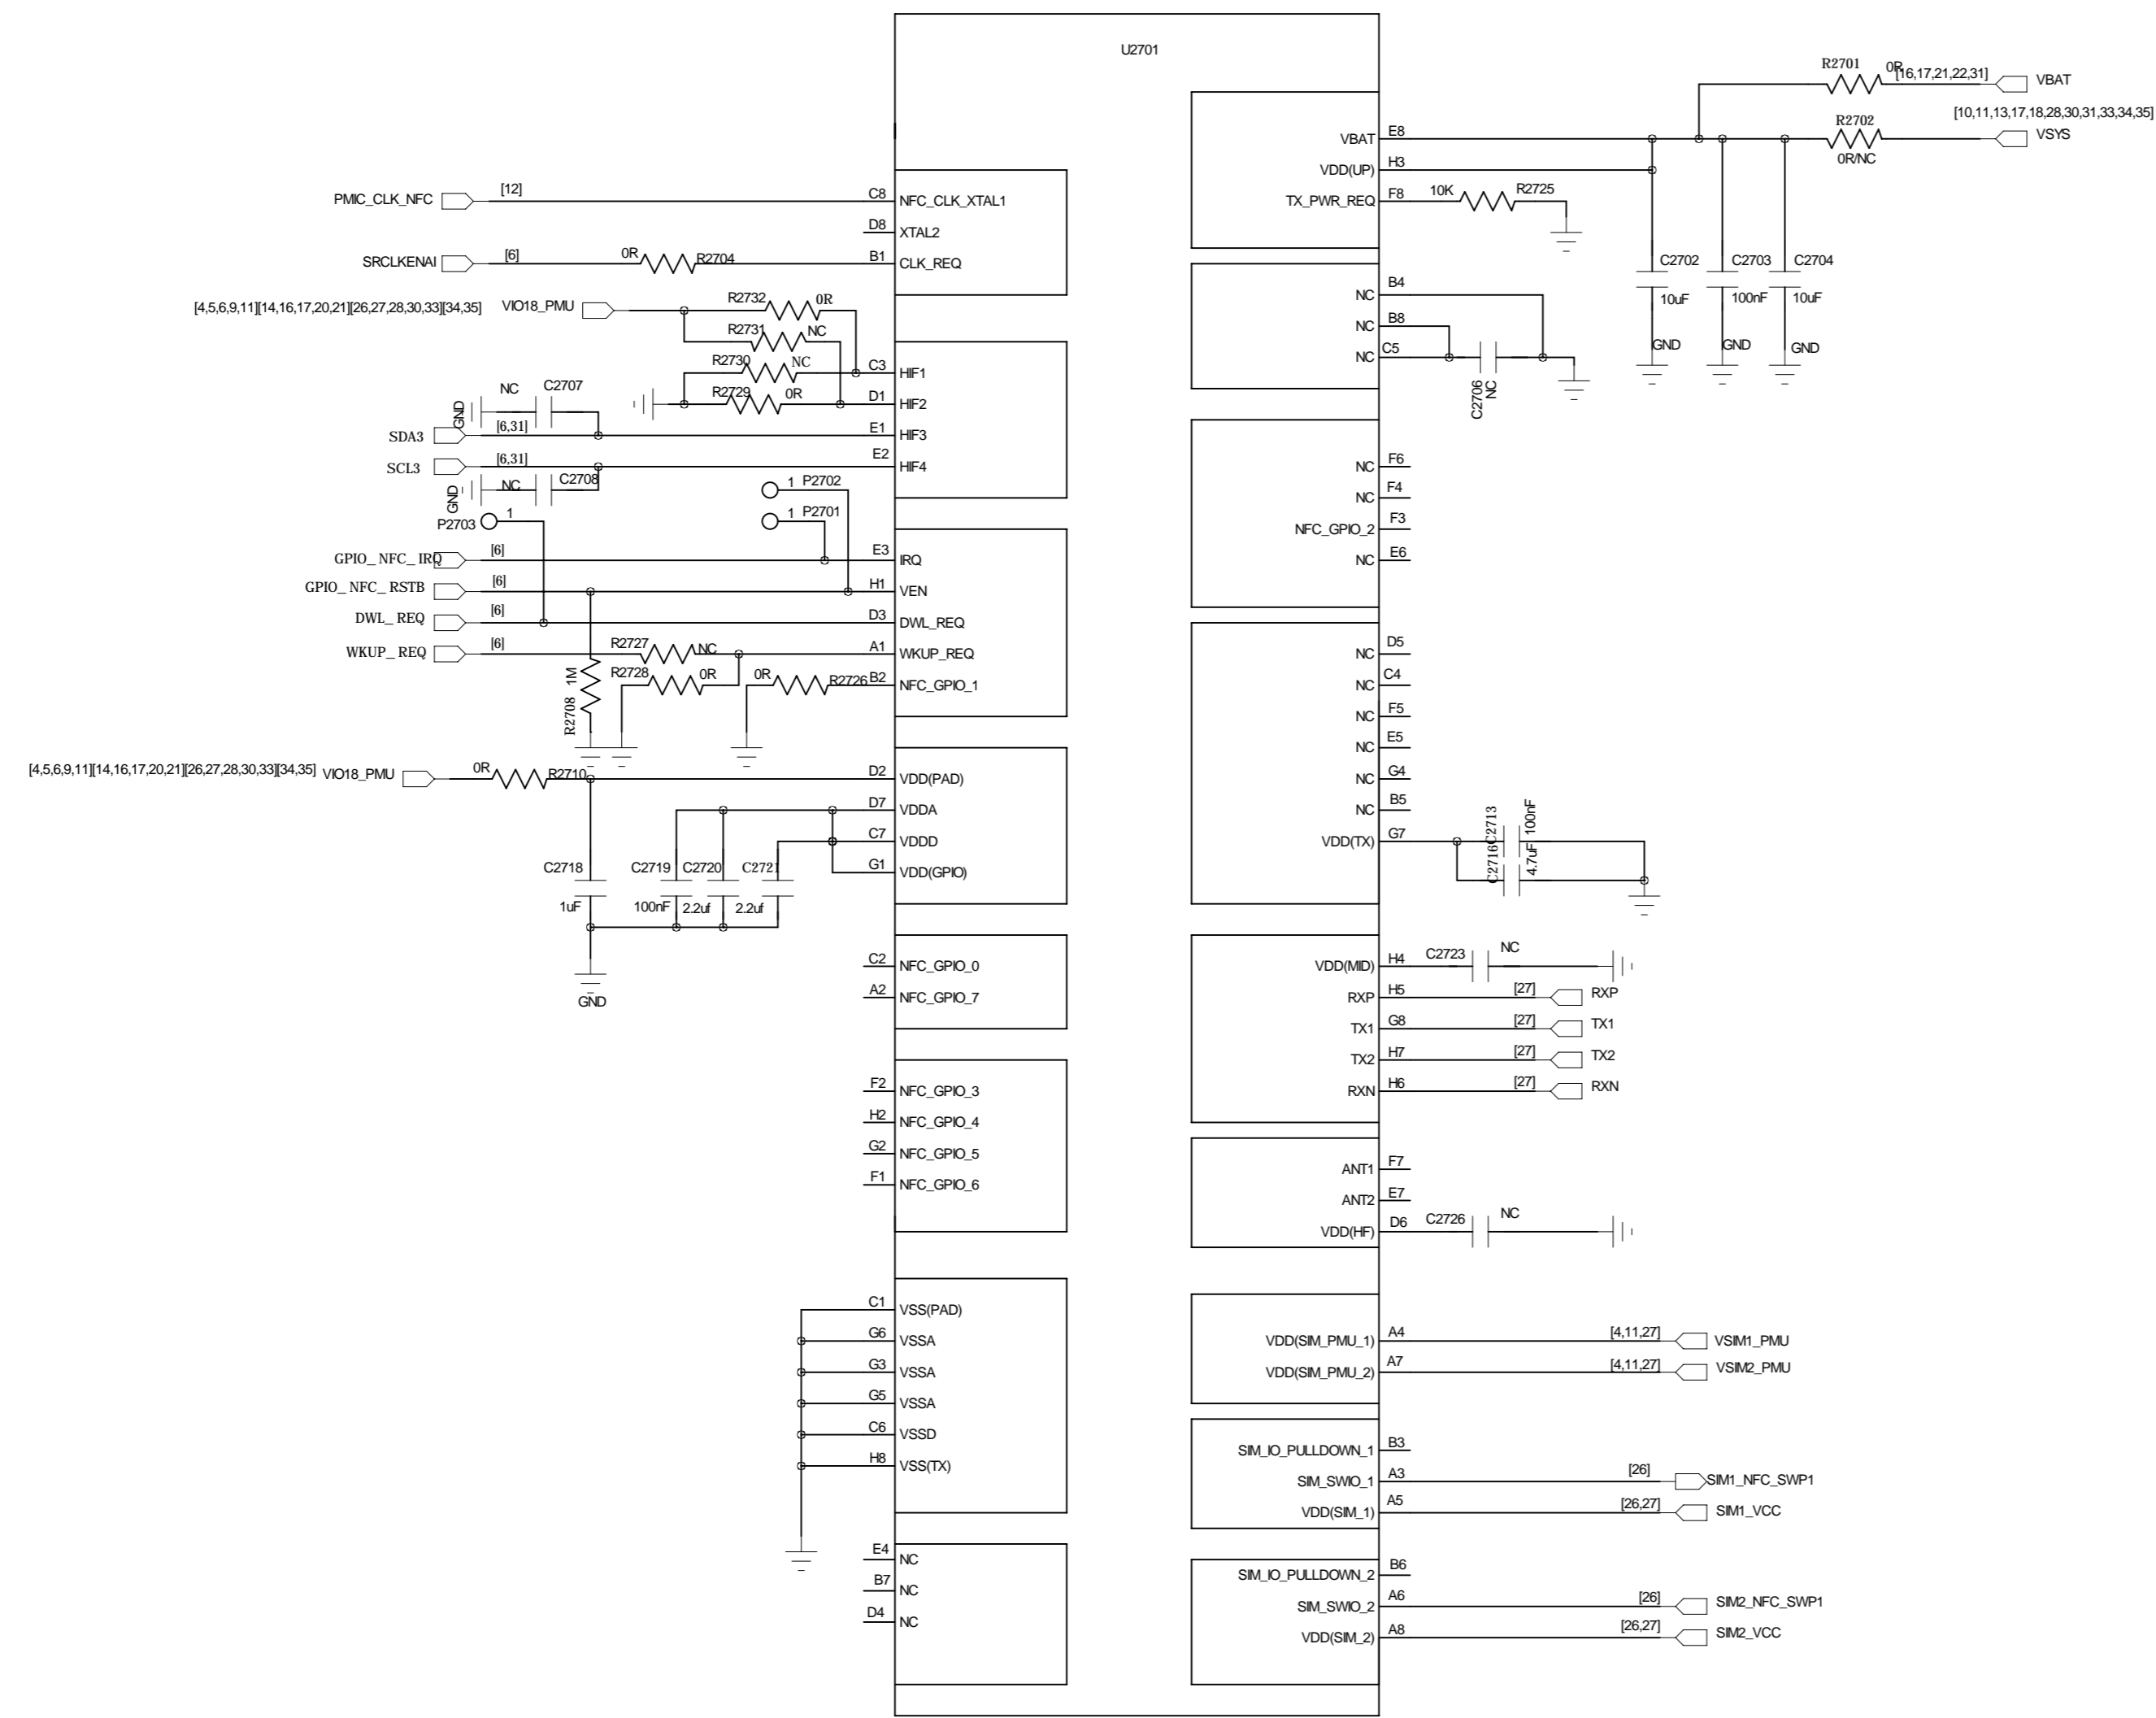 U2701
R2701 0R [16,17,21,22,31] VBAT
[10,11,13,17,18,28,30,31,33,34,35]
R2702 VSYS
0R/NC
VBAT E8
VDD(UP) H3
TX_PWR_REQ F8 10K R2725
C2702 C2703 C2704
10uF 100nF 10uF
GND GND GND
PMIC_CLK_NFC [12] C8 NFC_CLK_XTAL1
D8 XTAL2
SRCLKENAI [6] 0R R2704 B1 CLK_REQ
[4,5,6,9,11][14,16,17,20,21][26,27,28,30,33][34,35] VIO18_PMU R2732 0R
R2731 NC
R2730 NC C3 HIF1
R2729 0R D1 HIF2
NC C2707
GND
SDA3 [6,31] E1 HIF3
SCL3 [6,31] E2 HIF4
GND NC C2708
1 P2702
P2703 1
1 P2701
GPIO_NFC_IRQ [6] E3 IRQ
GPIO_NFC_RSTB [6] H1 VEN
DWL_REQ [6] D3 DWL_REQ
WKUP_REQ [6] R2727 NC A1 WKUP_REQ
R2728 0R 0R R2726 B2 NFC_GPIO_1
R2708 1M
[4,5,6,9,11][14,16,17,20,21][26,27,28,30,33][34,35] VIO18_PMU 0R R2710 D2 VDD(PAD)
D7 VDDA
C7 VDDD
G1 VDD(GPIO)
C2718 C2719 C2720 C2721
1uF 100nF 2.2uf 2.2uf
GND
C2 NFC_GPIO_0
A2 NFC_GPIO_7
F2 NFC_GPIO_3
H2 NFC_GPIO_4
G2 NFC_GPIO_5
F1 NFC_GPIO_6
C1 VSS(PAD)
G6 VSSA
G3 VSSA
G5 VSSA
C6 VSSD
H8 VSS(TX)
E4 NC
B7 NC
D4 NC
NC B4
NC B8
NC C5
C2706
NC
NC F6
NC F4
NFC_GPIO_2 F3
NC E6
NC D5
NC C4
NC F5
NC E5
NC G4
NC B5
VDD(TX) G7
C2713 100nF
C2716 4.7uF
VDD(MID) H4 C2723 NC
RXP H5 [27] RXP
TX1 G8 [27] TX1
TX2 H7 [27] TX2
RXN H6 [27] RXN
ANT1 F7
ANT2 E7
VDD(HF) D6 C2726 NC
VDD(SIM_PMU_1) A4 [4,11,27] VSIM1_PMU
VDD(SIM_PMU_2) A7 [4,11,27] VSIM2_PMU
SIM_IO_PULLDOWN_1 B3
SIM_SWIO_1 A3 [26] SIM1_NFC_SWP1
VDD(SIM_1) A5 [26,27] SIM1_VCC
SIM_IO_PULLDOWN_2 B6
SIM_SWIO_2 A6 [26] SIM2_NFC_SWP1
VDD(SIM_2) A8 [26,27] SIM2_VCC